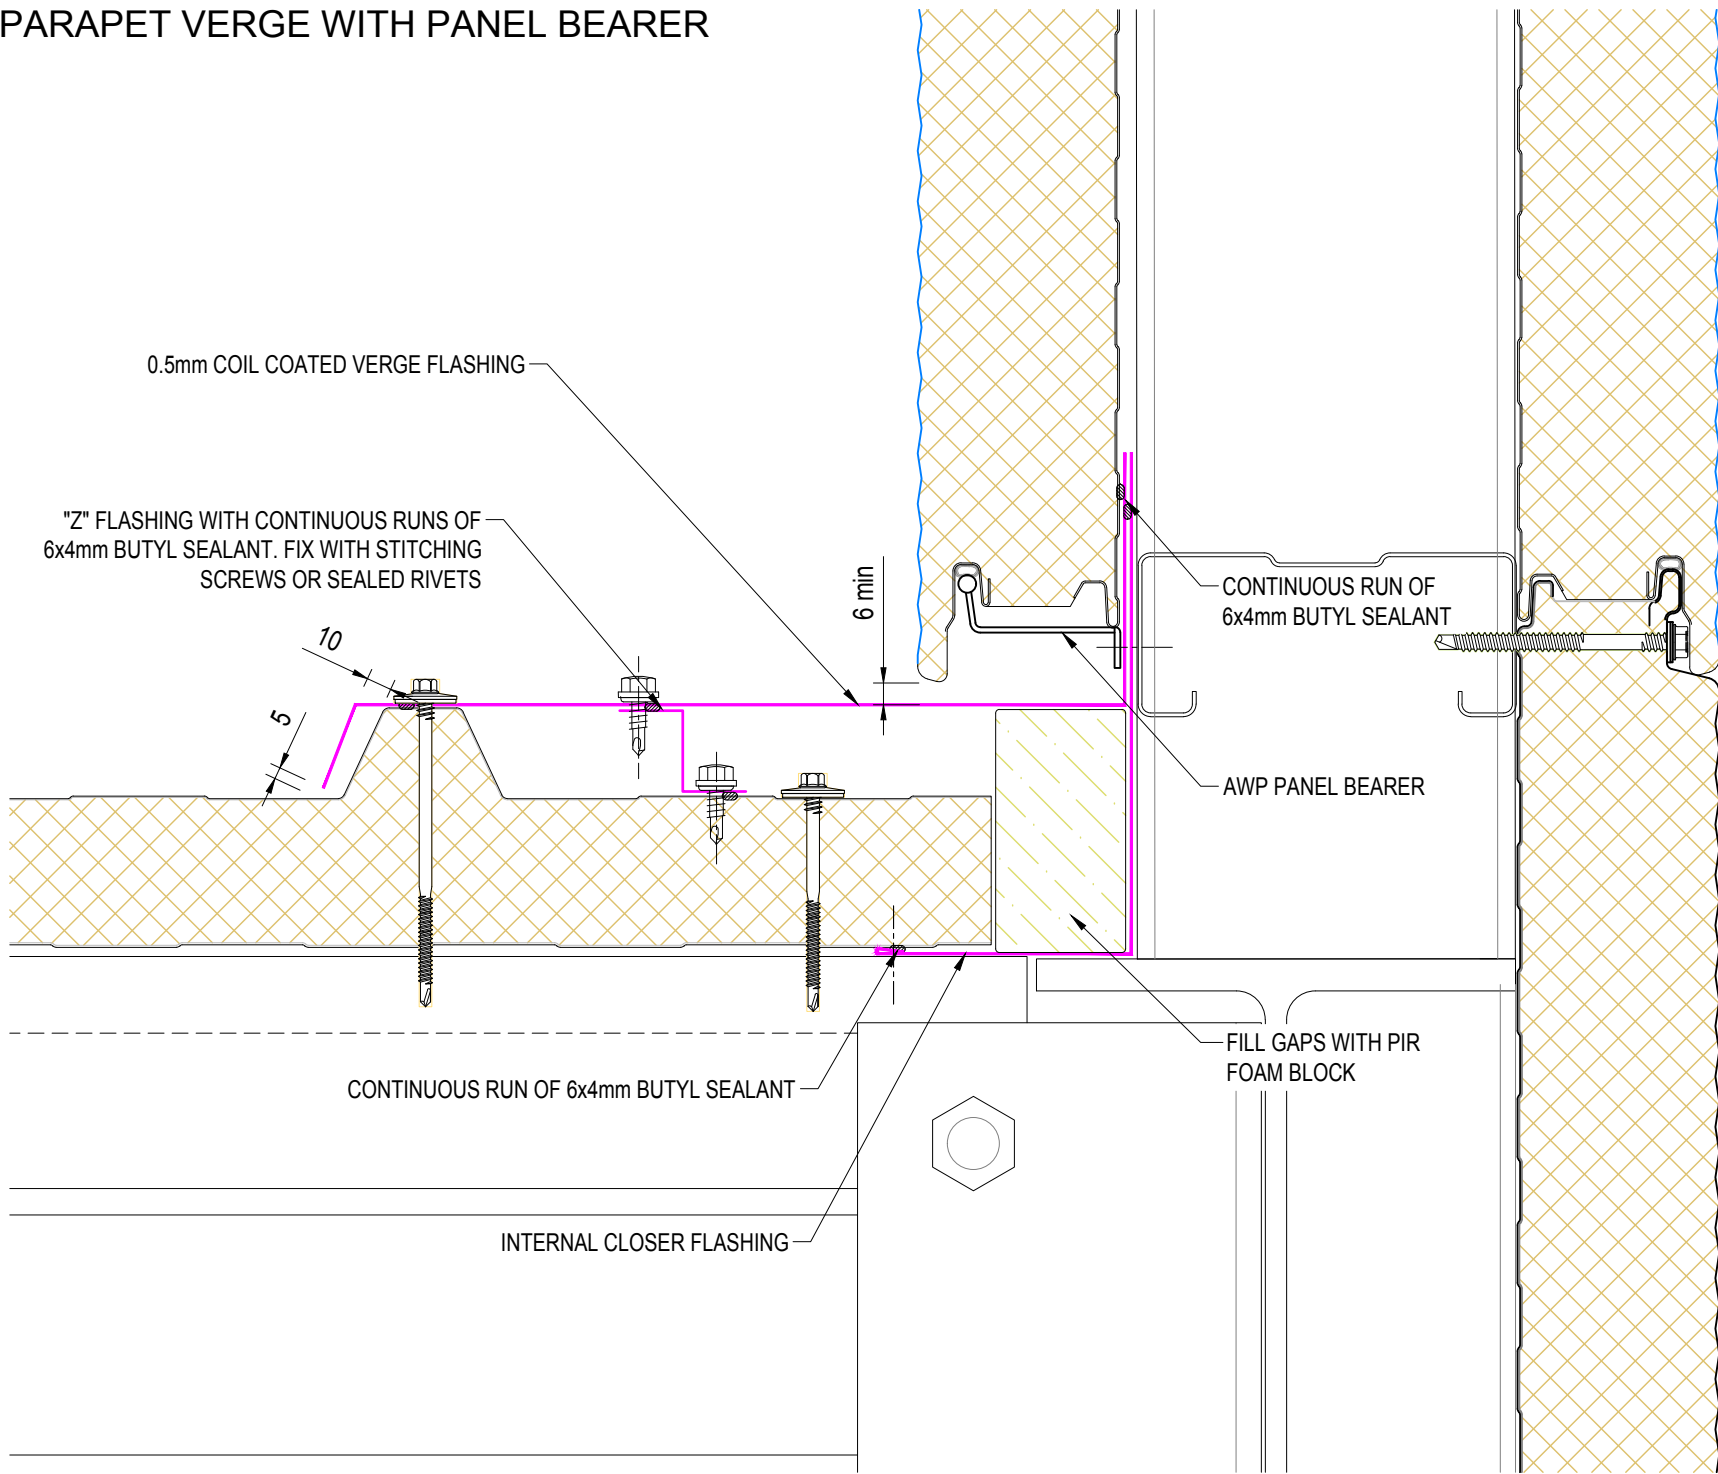 PARAPET VERGE WITH PANEL BEARER
0.5mm COIL COATED VERGE FLASHING
"Z" FLASHING WITH CONTINUOUS RUNS OF
6x4mm BUTYL SEALANT. FIX WITH STITCHING
SCREWS OR SEALED RIVETS
6 min
CONTINUOUS RUN OF
6x4mm BUTYL SEALANT
10
5
AWP PANEL BEARER
FILL GAPS WITH PIR
FOAM BLOCK
CONTINUOUS RUN OF 6x4mm BUTYL SEALANT
INTERNAL CLOSER FLASHING